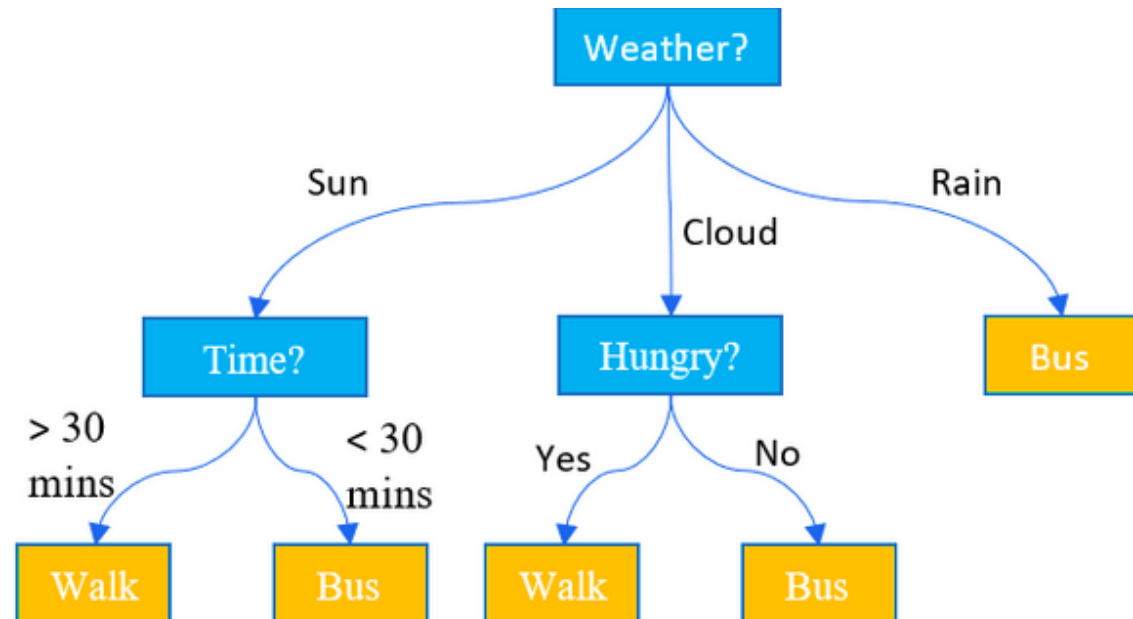 Weather?
Sun
Cloud
Rain
Time?
Hungry?
Bus
> 30
mins
< 30
mins
Yes
No
Walk
Bus
Walk
Bus